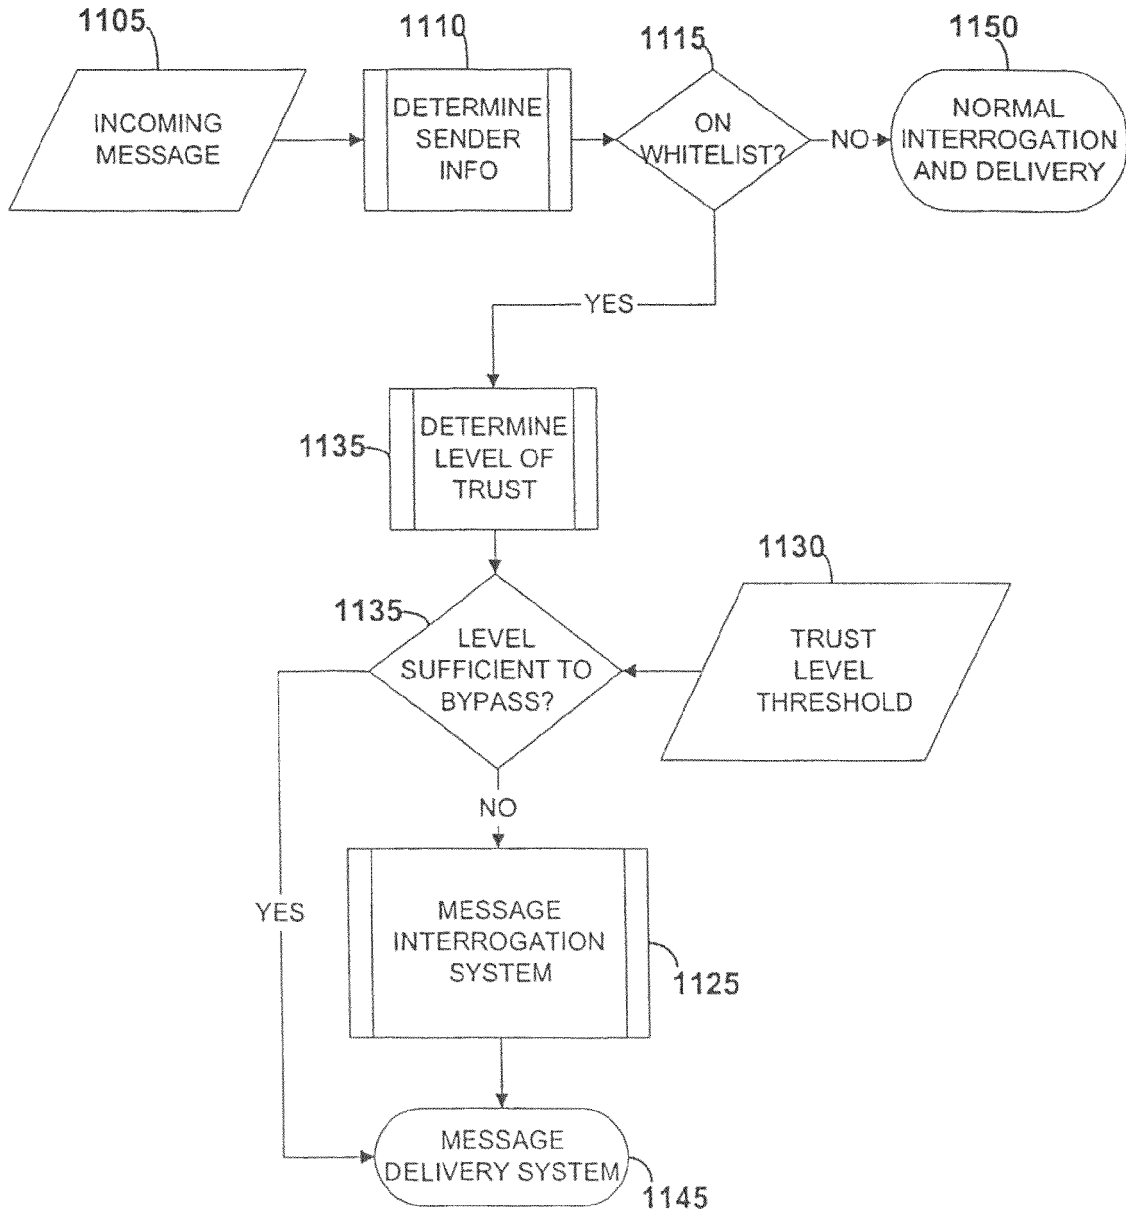 1105
INCOMING
MESSAGE
1110
DETERMINE
SENDER
INFO
1115
ON
WHITELIST?
NO
1150
NORMAL
INTERROGATION
AND DELIVERY
YES
1135
DETERMINE
LEVEL OF
TRUST
1135
LEVEL
SUFFICIENT TO
BYPASS?
1130
TRUST
LEVEL
THRESHOLD
NO
YES
MESSAGE
INTERROGATION
SYSTEM
1125
MESSAGE
DELIVERY SYSTEM
1145